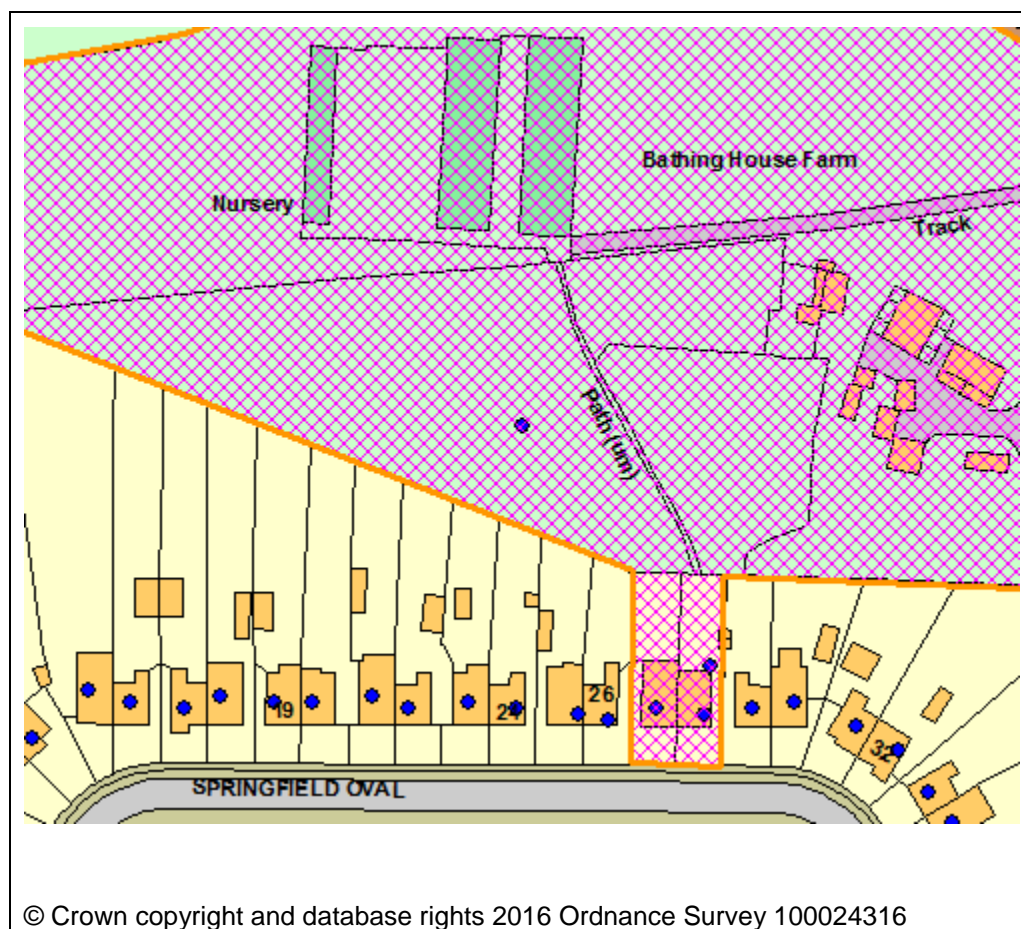 Bathing House Farm
Nursery
Track
Path (um)
19
24
26
32
SPRINGFIELD OVAL
© Crown copyright and database rights 2016 Ordnance Survey 100024316